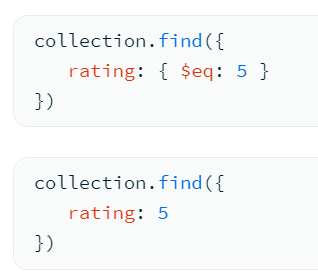 collection.find({
   rating: { $eq: 5 }
})
collection.find({
   rating: 5
})